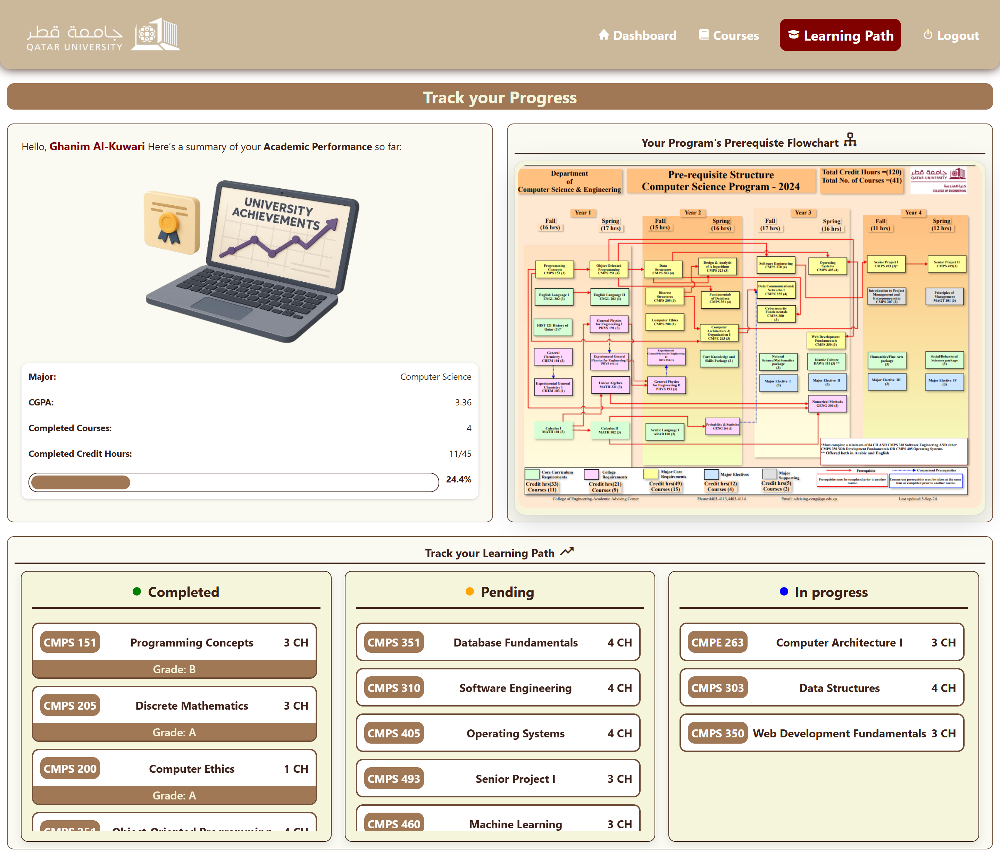 جامعة قطر
QATAR UNIVERSITY
Dashboard
Courses
Learning Path
Logout
Track your Progress
Hello, Ghanim Al-Kuwari Here’s a summary of your Academic Performance so far:
UNIVERSITY
ACHIEVEMENTS
Major:
Computer Science
CGPA:
3.36
Completed Courses:
4
Completed Credit Hours:
11/45
24.4%
Your Program's Prerequiste Flowchart
Department
of
Computer Science & Engineering
Pre-requisite Structure
Computer Science Program - 2024
Total Credit Hours =(120)
Total No. of Courses =(41)
جامعة قطر
QATAR UNIVERSITY
كلية الهندسة
COLLEGE OF ENGINEERING
Year 1
Year 2
Year 3
Year 4
Fall
(16 hrs)
Spring
(17 hrs)
Fall
(15 hrs)
Spring
(16 hrs)
Fall
(17 hrs)
Spring
(16 hrs)
Fall
(11 hrs)
Spring
(12 hrs)
Programming
Concepts
CMPS 151 (3)
Object Oriented
Programming
CMPS 251 (4)
Data
Structures
CMPS 303 (4)
Design & Analysis
of A logarithms
CMPS 323 (3)
Software Engineering
CMPS 310 (4)
Operating
Systems
CMPS 405 (4)
Senior Project I
CMPS 493 (3)*
Senior Project II
CMPS 499(3)
English Language I
ENGL 202 (3)
English Language II
ENGL 203 (3)
Discrete
Structures
CMPS 205 (3)
Fundamentals
of Database
CMPS 351 (4)
Data Communication&
Networks I
CMPE 355 (4)
Introduction to Project
Management and
Entrepreneurship
CMPS 307 (2)
Principles of
Management
MAGT 101 (3)
Cybersecurity
Fundamentals
CMPS 380
(3)
HIST 121 History of
Qatar (3)!*
General Physics
for Engineering I
PHYS 191 (3)
Computer Ethics
CMPS 200 (1)
Computer
Architecture &
Organization I
CMPE 263 (3)
Web Development
Fundamentals
CMPS 350 (3)
General
Chemistry I
CHEM 101 (3)
Experimental General
Physics for Engineering I
PHYS 192 (1)
Experimental
General Physics for Engineering
II
PHYS 194 (1)
Core Knowledge and
Skills Package (3 )
Natural
Science/Mathematics
package
(3)
Islamic Culture
DAWA 111 (3) **
Humanities/Fine Arts
package
(3)
Social/Behavioral
Sciences package
(3)
Experimental General
Chemistry I
CHEM 103 (1)
Linear Algebra
MATH 231 (3)
General Physics
for Engineering II
PHYS 193 (3)
Major Elective I
(3)
Major Elective II
(3)
Major Elective III
(3)
Major Elective IV
(3)
Numerical Methods
GENG 300 (3)
Calculus I
MATH 101 (3)
Calculus II
MATH 102 (3)
Arabic Language I
ARAB 100 (3)
Probability & Statistics
GENG 200 (3)
*Must complete a minimum of 84 CH AND CMPS 310 Software Engineering AND either
CMPS 350 Web Development Fundamentals OR CMPS 405 Operating Systems.
** Offered both in Arabic and English
Core Curriculum
Requirements
Credit hrs(33)
Courses (11)
College
Requirements
Credit hrs(21)
Courses (9)
Major Core
Requirements
Credit hrs(49)
Courses (15)
Major Electives
Credit hrs(12)
Courses (4)
Major
Supporting
Credit hrs(5)
Courses (2)
Prerequisite
Concurrent Prerequisites
Prerequisite must be completed prior to another
course.
Concurrent prerequisite must be taken at the same
time or completed prior to another course.
College of Engineering-Academic Advising Center
Phone:4403-4113,4403-4114
Email: advising-ceng@qu.edu.qa
Last updated 5-Sep-24
Track your Learning Path
Completed
CMPS 151 Programming Concepts 3 CH
Grade: B
CMPS 205 Discrete Mathematics 3 CH
Grade: A
CMPS 200 Computer Ethics 1 CH
Grade: A
CMPS 251 Object-Oriented Programming 4 CH
Pending
CMPS 351 Database Fundamentals 4 CH
CMPS 310 Software Engineering 4 CH
CMPS 405 Operating Systems 4 CH
CMPS 493 Senior Project I 3 CH
CMPS 460 Machine Learning 3 CH
In progress
CMPE 263 Computer Architecture I 3 CH
CMPS 303 Data Structures 4 CH
CMPS 350 Web Development Fundamentals 3 CH